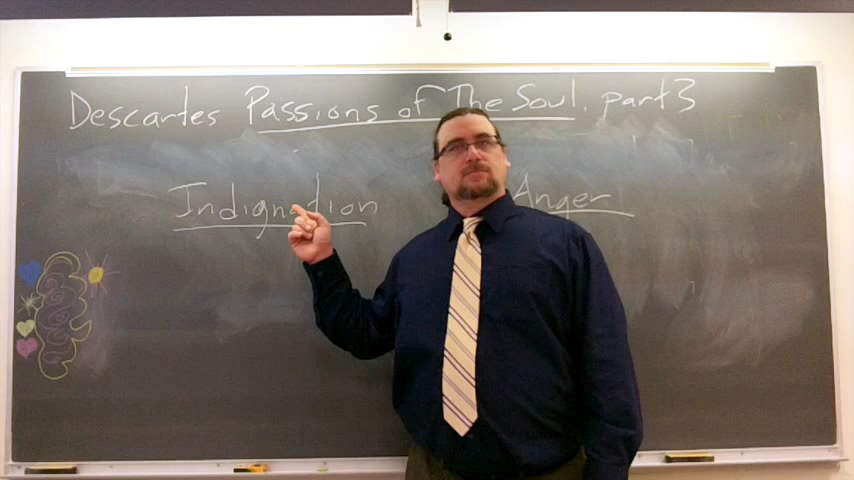 Descartes Passions of The Soul, part 3
Indignation Anger